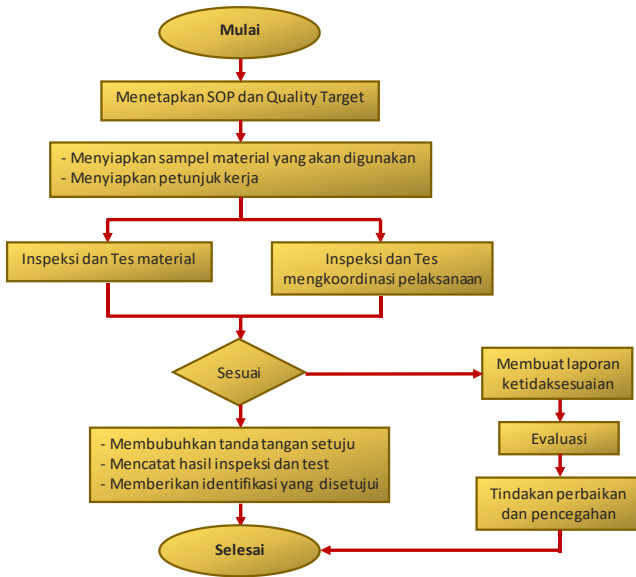 Mulai
Menetapkan SOP dan Quality Target
- Menyiapkan sampel material yang akan digunakan
- Menyiapkan petunjuk kerja
Inspeksi dan Tes material
Inspeksi dan Tes
mengkoordinasi pelaksanaan
Sesuai
Membuat laporan
ketidaksesuaian
- Membubuhkan tanda tangan setuju
- Mencatat hasil inspeksi dan test
- Memberikan identifikasi yang disetujui
Evaluasi
Tindakan perbaikan
dan pencegahan
Selesai